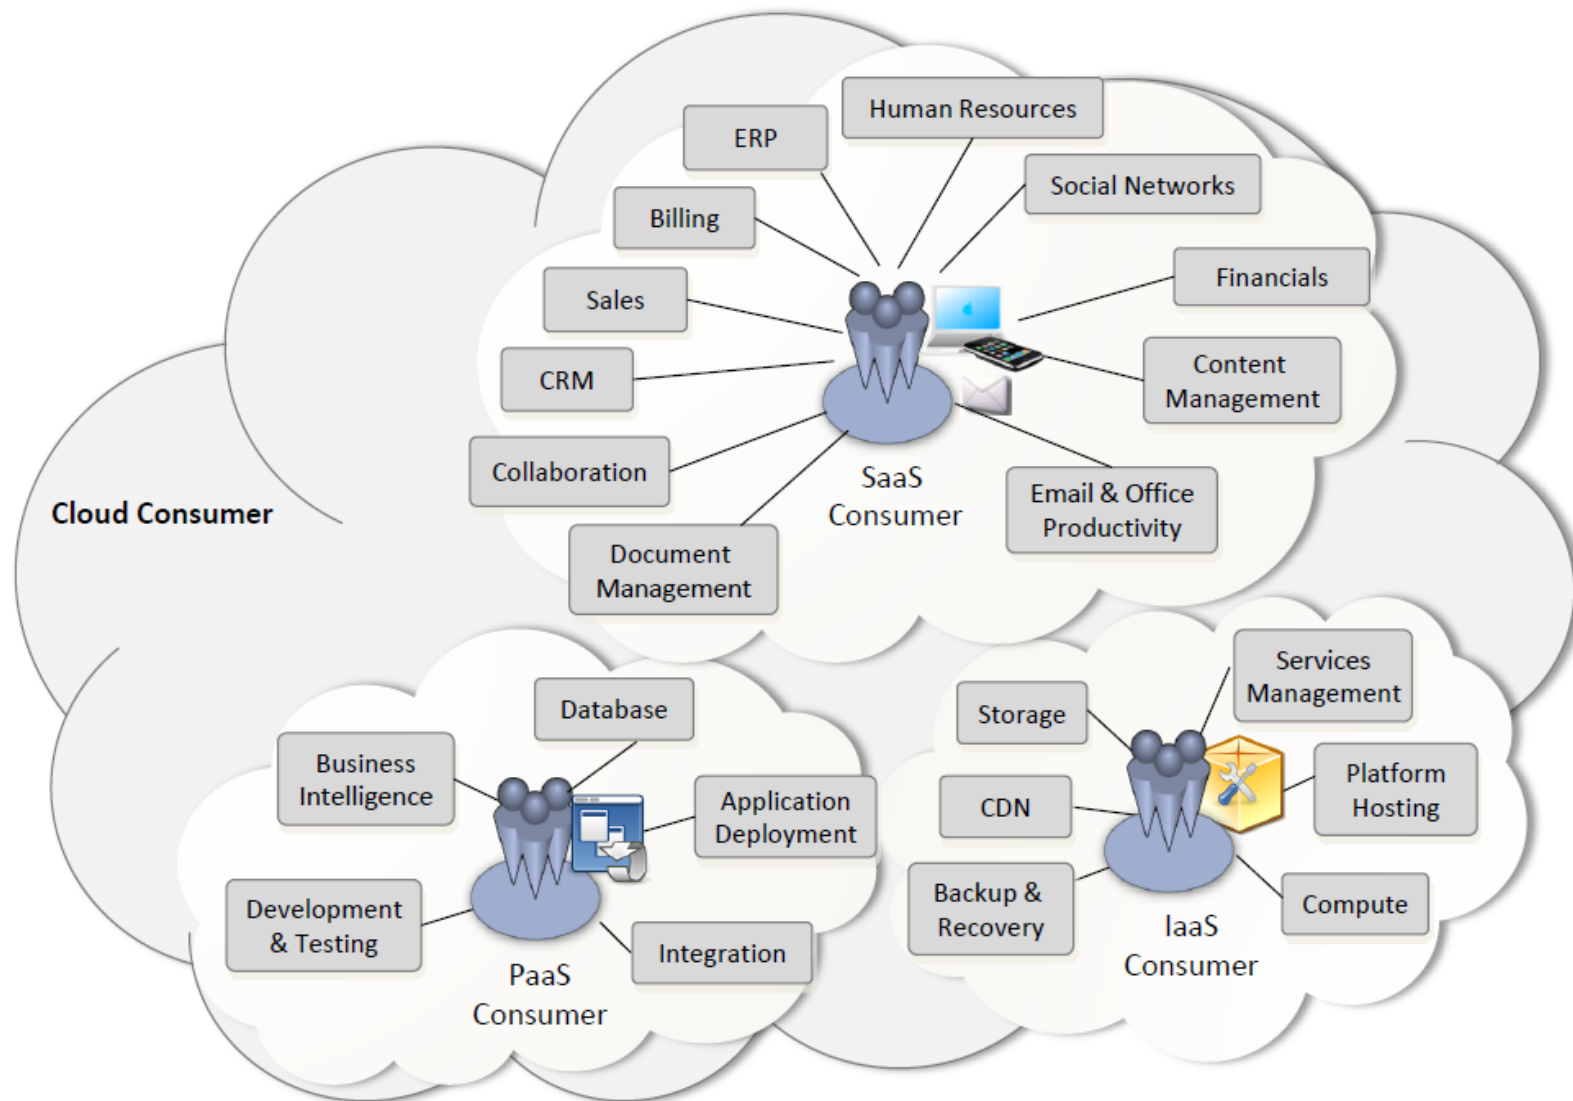 Human Resources
ERP
Social Networks
Billing
Financials
Sales
CRM
Content
Management
Collaboration
SaaS
Consumer
Email & Office
Productivity
Cloud Consumer
Document
Management
Database
Business
Intelligence
Application
Deployment
Development
& Testing
Integration
PaaS
Consumer
Services
Management
Storage
Platform
Hosting
CDN
Backup &
Recovery
Compute
IaaS
Consumer